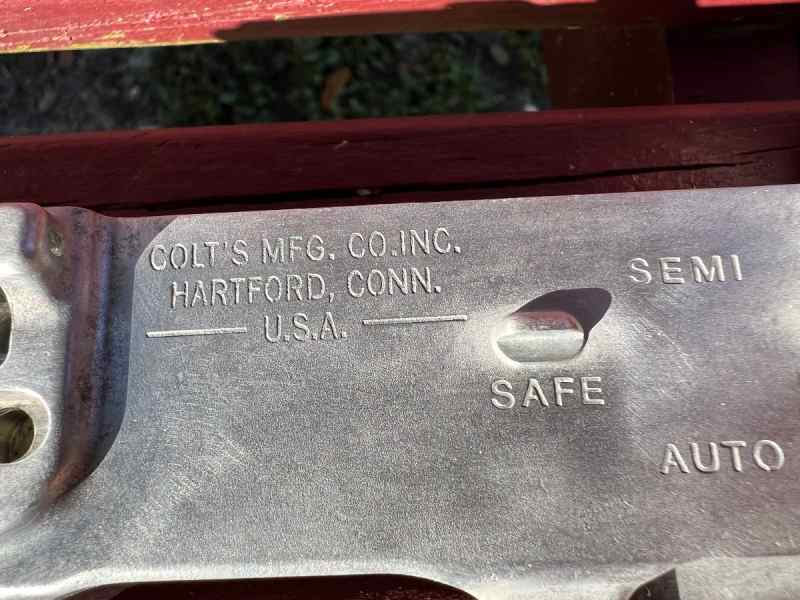 COLT'S MFG. CO.INC.
HARTFORD, CONN.
U.S.A.
SEMI
SAFE
AUTO